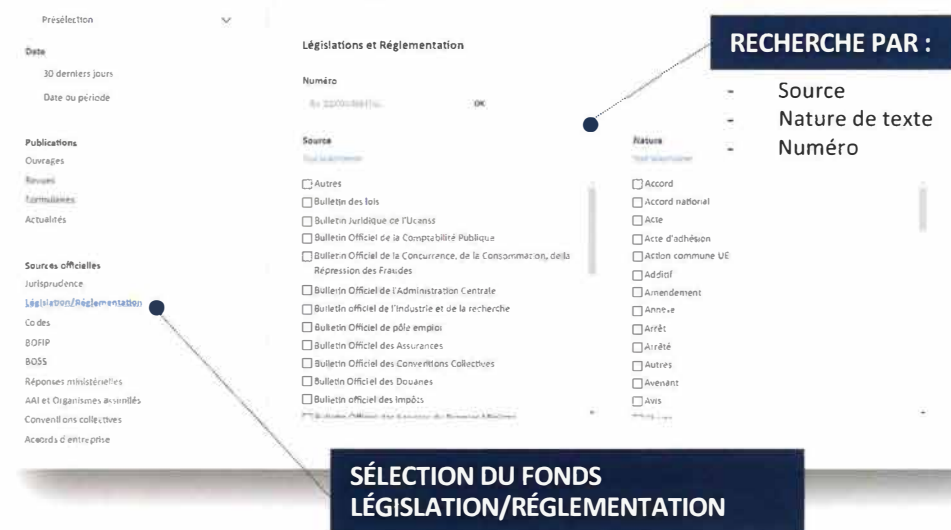 Présélection
Date
30 derniers jours
Date ou période
Publications
Ouvrages
Revues
Formulaires
Actualités
Sources officielles
Jurisprudence
Législation/Réglementation
Codes
BOFIP
BOSS
Réponses ministérielles
AAI et Organismes assimilés
Conventions collectives
Accords d'entreprise
Législations et Réglementation
Numéro
OK
Source
Tout sélectionner
Autres
Bulletin des lois
Bulletin Juridique de l'Ucanss
Bulletin Officiel de la Comptabilité Publique
Bulletin Officiel de la Concurrence, de la Consommation, de la
Répression des Fraudes
Bulletin Officiel de l'Administration Centrale
Bulletin officiel de l'Industrie et de la recherche
Bulletin Officiel de pôle emploi
Bulletin Officiel des Assurances
Bulletin Officiel des Conventions Collectives
Bulletin Officiel des Douanes
Bulletin officiel des Impôts
Nature
Tout sélectionner
Accord
Accord national
Acte
Acte d'adhésion
Action commune UE
Additif
Amendement
Annexe
Arrêt
Arrêté
Autres
Avenant
Avis
RECHERCHE PAR :
- Source
- Nature de texte
- Numéro
SÉLECTION DU FONDS
LÉGISLATION/RÉGLEMENTATION